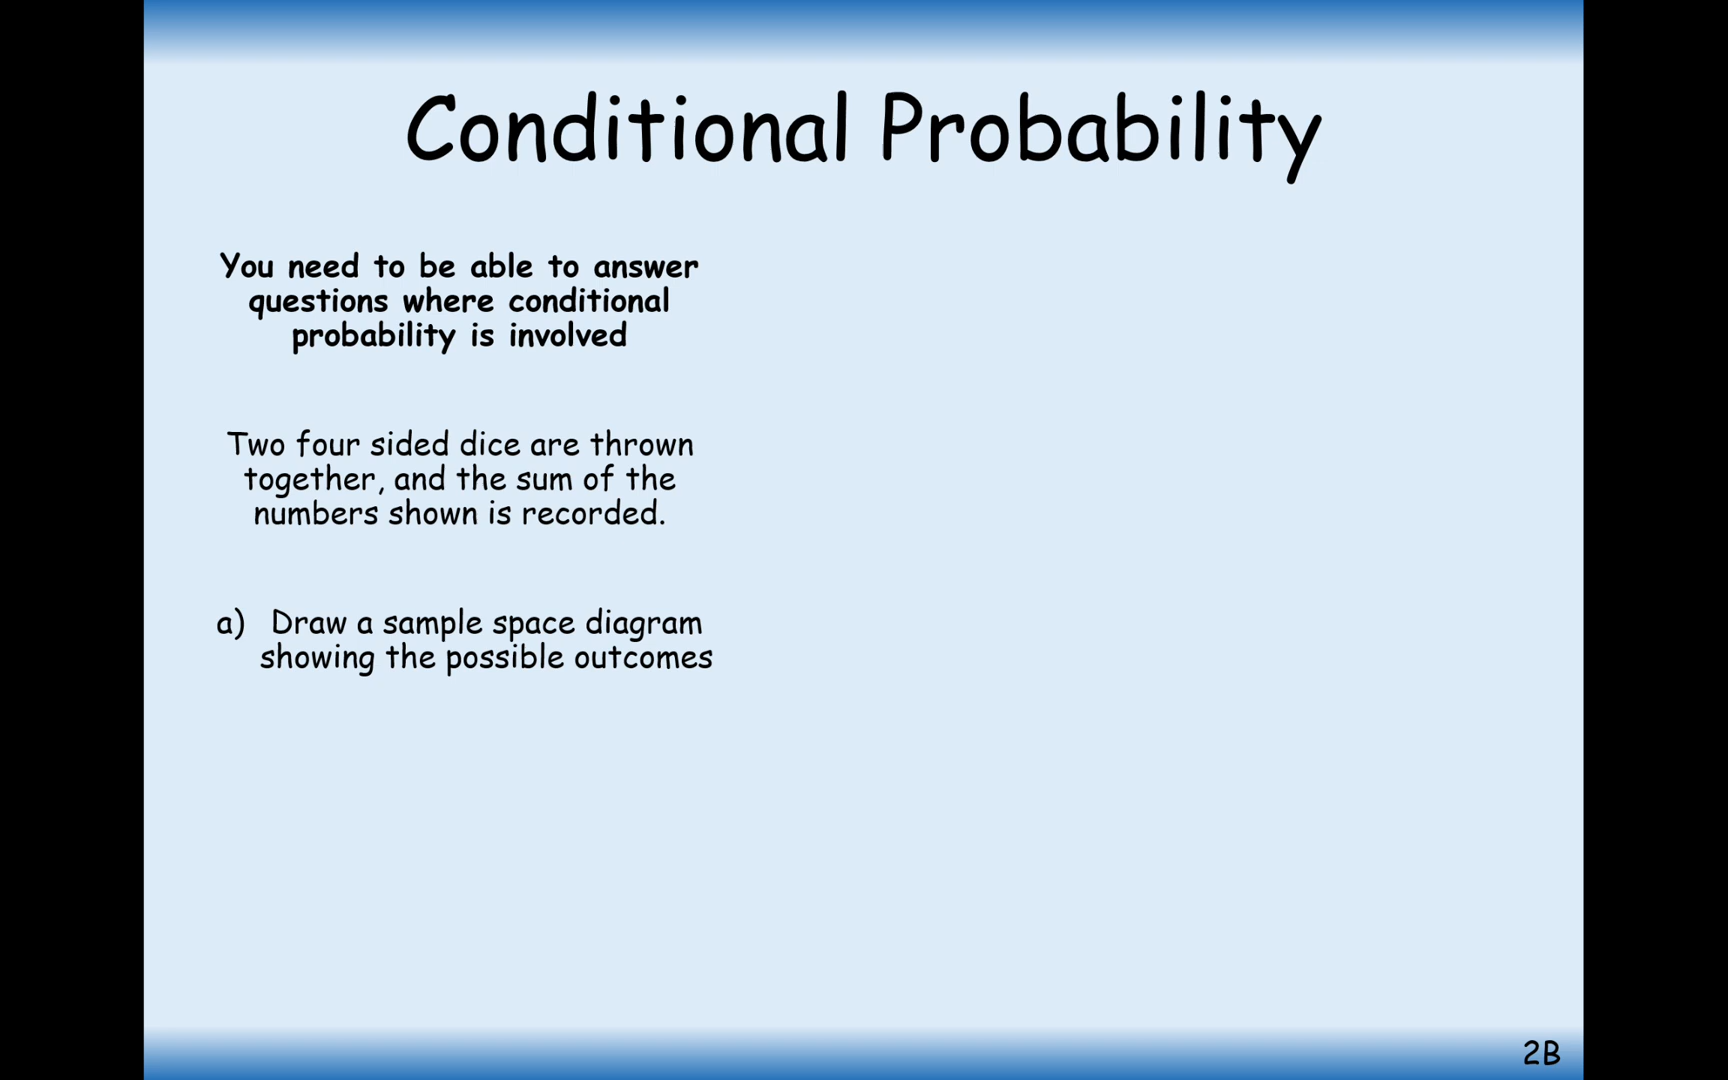 Conditional Probability
You need to be able to answer
questions where conditional
probability is involved
Two four sided dice are thrown
together, and the sum of the
numbers shown is recorded.
a) Draw a sample space diagram
showing the possible outcomes
2B